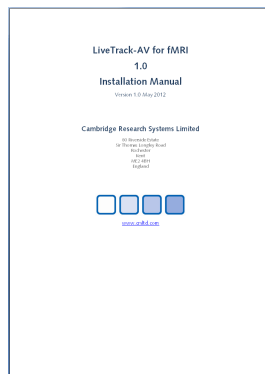 LiveTrack-AV for fMRI
1.0
Installation Manual
Version 1.0 May 2012
Cambridge Research Systems Limited
80 Riverside Estate
Sir Thomas Longley Road
Rochester
Kent
ME2 4BH
England
www.crsltd.com